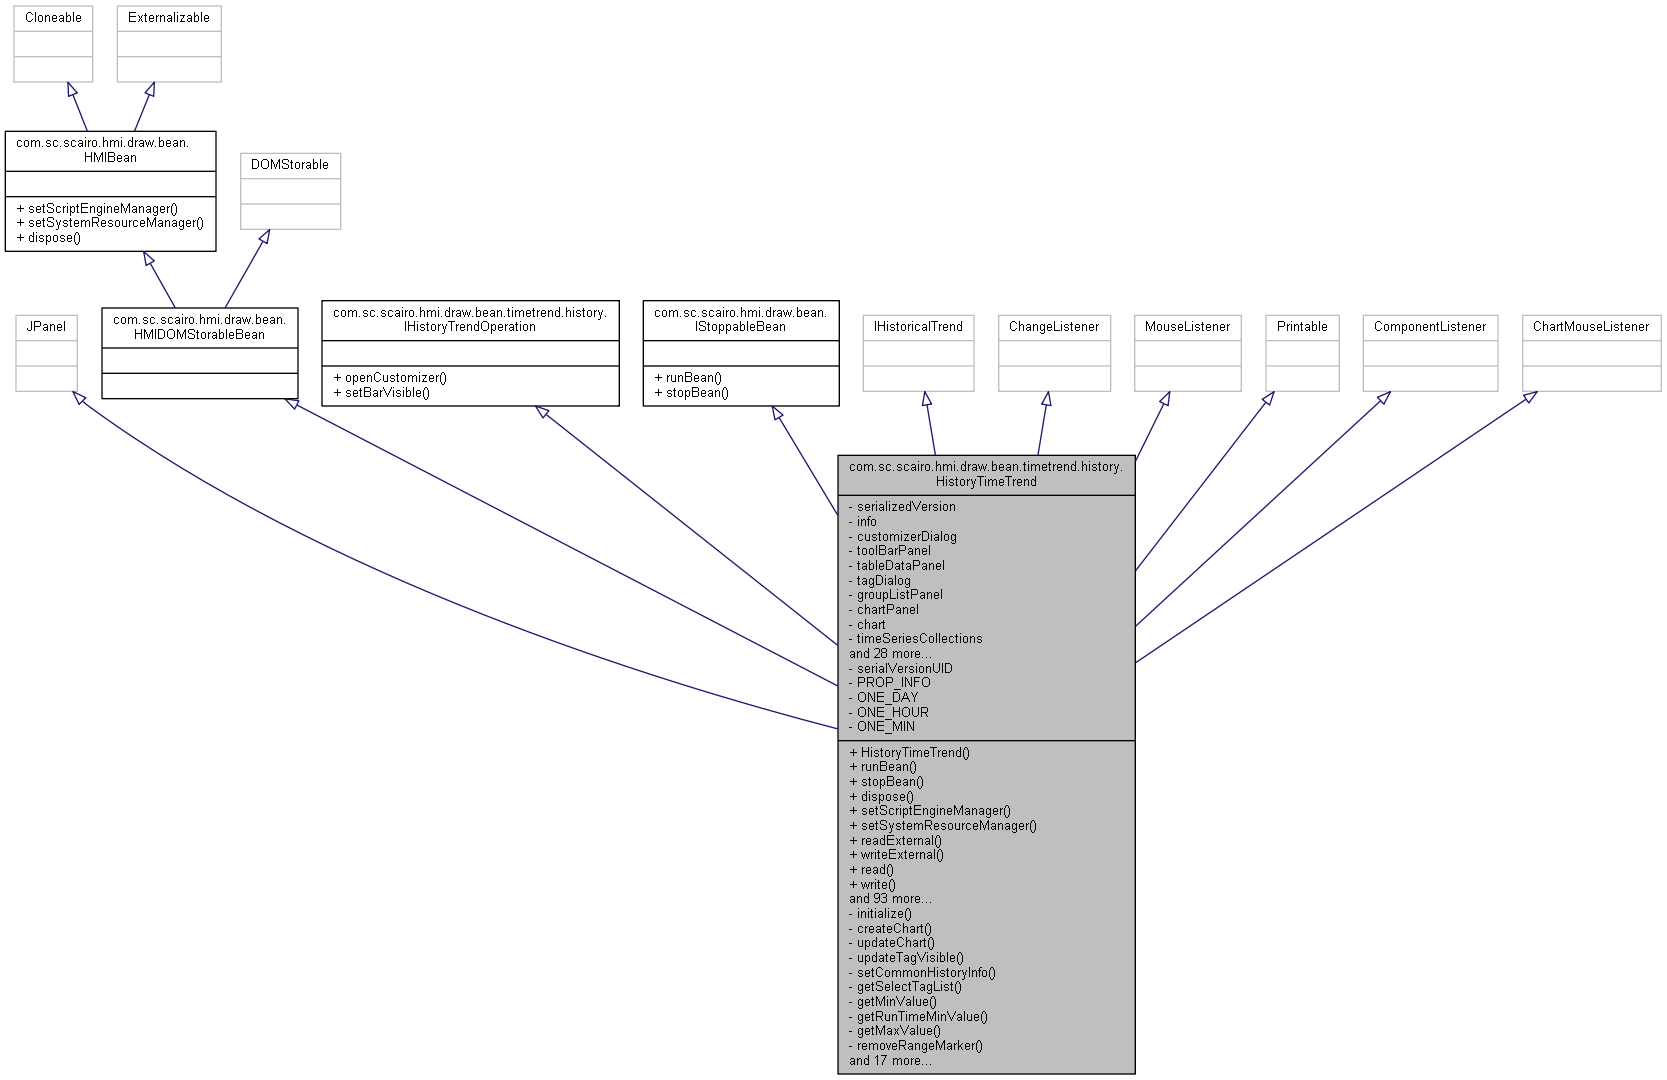 Cloneable
Externalizable
com.sc.scairo.hmi.draw.bean.
HMIBean
+ setScriptEngineManager()
+ setSystemResourceManager()
+ dispose()
DOMStorable
JPanel
com.sc.scairo.hmi.draw.bean.
HMIDOMStorableBean
com.sc.scairo.hmi.draw.bean.timetrend.history.
IHistoryTrendOperation
+ openCustomizer()
+ setBarVisible()
com.sc.scairo.hmi.draw.bean.
IStoppableBean
+ runBean()
+ stopBean()
IHistoricalTrend
ChangeListener
MouseListener
Printable
ComponentListener
ChartMouseListener
com.sc.scairo.hmi.draw.bean.timetrend.history.
HistoryTimeTrend
- serializedVersion
- info
- customizerDialog
- toolBarPanel
- tableDataPanel
- tagDialog
- groupListPanel
- chartPanel
- chart
- timeSeriesCollections
and 28 more...
- serialVersionUID
- PROP_INFO
- ONE_DAY
- ONE_HOUR
- ONE_MIN
+ HistoryTimeTrend()
+ runBean()
+ stopBean()
+ dispose()
+ setScriptEngineManager()
+ setSystemResourceManager()
+ readExternal()
+ writeExternal()
+ read()
+ write()
and 93 more...
- initialize()
- createChart()
- updateChart()
- updateTagVisible()
- setCommonHistoryInfo()
- getSelectTagList()
- getMinValue()
- getRunTimeMinValue()
- getMaxValue()
- removeRangeMarker()
and 17 more...